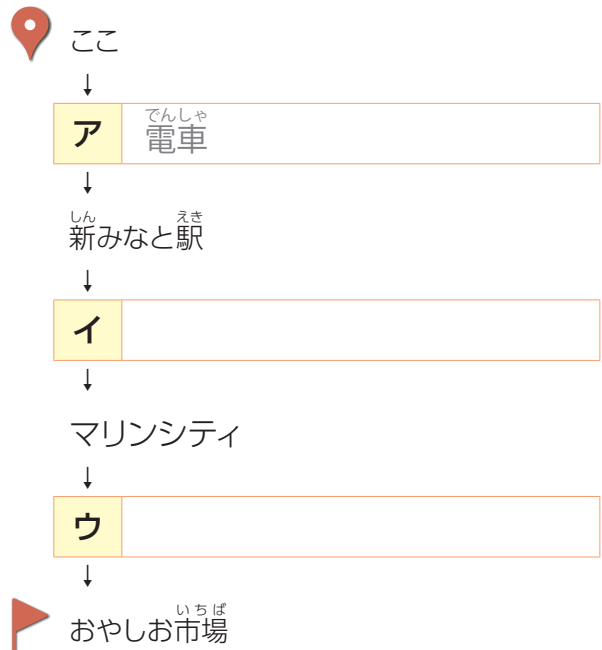 ここ
↓
ア 電車
でんしゃ
↓
新みなと駅
しん えき
↓
イ
↓
マリンシティ
↓
ウ
↓
おやしお市場
いちば